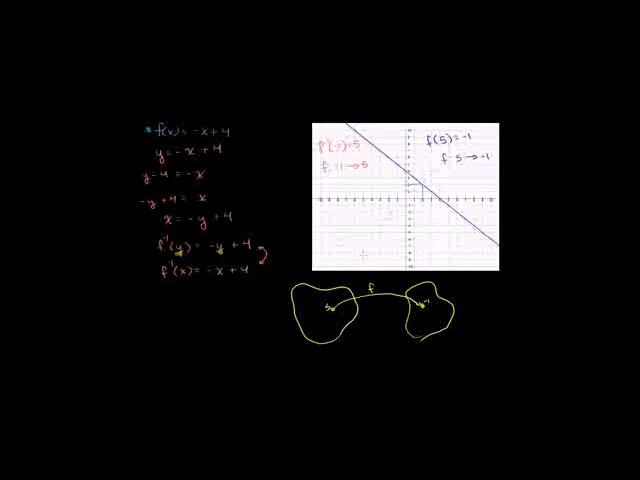 * f(x) = -x + 4
y = -x + 4
y - 4 = -x
-y + 4 = x
x = -y + 4
f⁻¹(y) = -y + 4
f⁻¹(x) = -x + 4
f⁻¹(-1) = 5
f⁻¹: -1 → 5
f(5) = -1
f: 5 → -1
f
5
-1